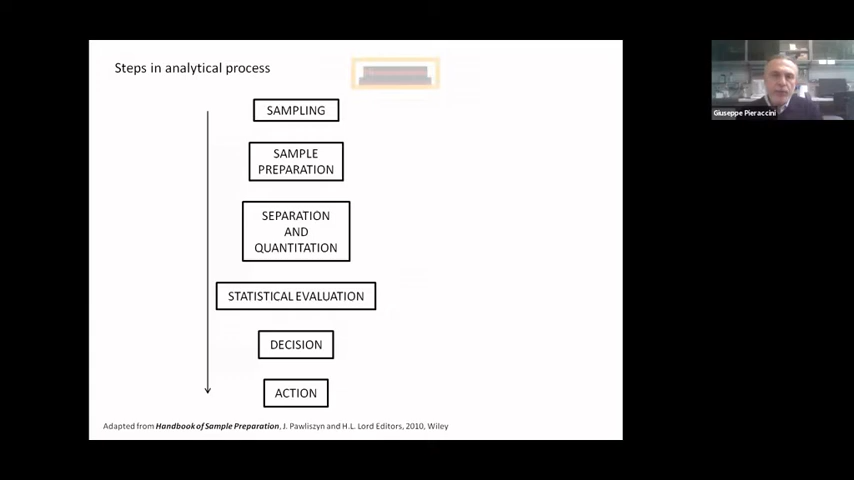 Steps in analytical process
SAMPLING
SAMPLE
PREPARATION
SEPARATION
AND
QUANTITATION
STATISTICAL EVALUATION
DECISION
ACTION
Adapted from Handbook of Sample Preparation, J. Pawliszyn and H.L. Lord Editors, 2010, Wiley
Giuseppe Pieraccini